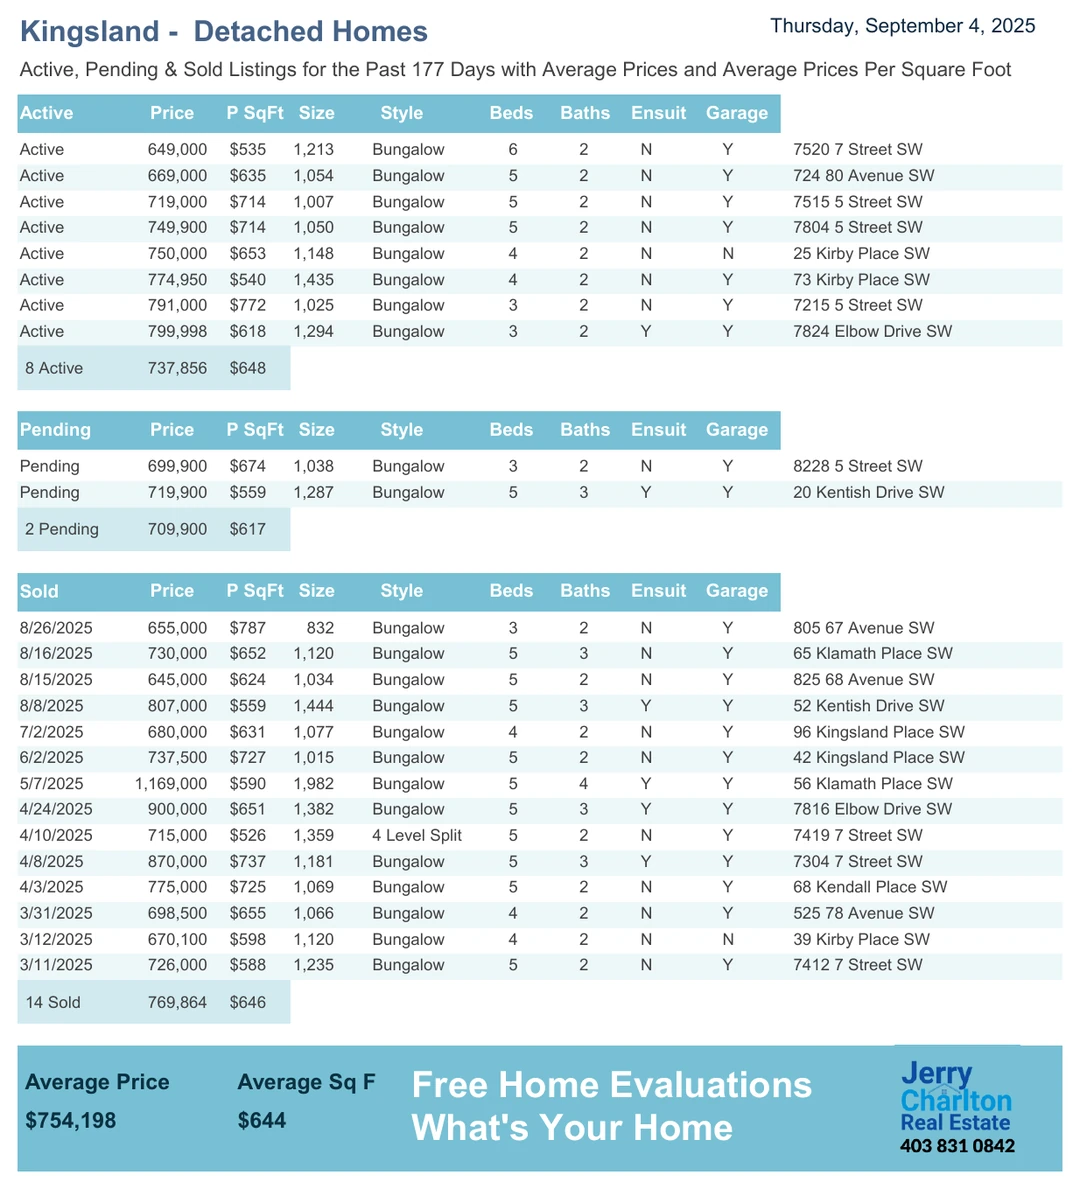 Kingsland -  Detached Homes
Thursday, September 4, 2025
Active, Pending & Sold Listings for the Past 177 Days with Average Prices and Average Prices Per Square Foot
Active Price P SqFt Size Style Beds Baths Ensuit Garage
Active 649,000 $535 1,213 Bungalow 6 2 N Y 7520 7 Street SW
Active 669,000 $635 1,054 Bungalow 5 2 N Y 724 80 Avenue SW
Active 719,000 $714 1,007 Bungalow 5 2 N Y 7515 5 Street SW
Active 749,900 $714 1,050 Bungalow 5 2 N Y 7804 5 Street SW
Active 750,000 $653 1,148 Bungalow 4 2 N N 25 Kirby Place SW
Active 774,950 $540 1,435 Bungalow 4 2 N Y 73 Kirby Place SW
Active 791,000 $772 1,025 Bungalow 3 2 N Y 7215 5 Street SW
Active 799,998 $618 1,294 Bungalow 3 2 Y Y 7824 Elbow Drive SW
8 Active 737,856 $648
Pending Price P SqFt Size Style Beds Baths Ensuit Garage
Pending 699,900 $674 1,038 Bungalow 3 2 N Y 8228 5 Street SW
Pending 719,900 $559 1,287 Bungalow 5 3 Y Y 20 Kentish Drive SW
2 Pending 709,900 $617
Sold Price P SqFt Size Style Beds Baths Ensuit Garage
8/26/2025 655,000 $787 832 Bungalow 3 2 N Y 805 67 Avenue SW
8/16/2025 730,000 $652 1,120 Bungalow 5 3 N Y 65 Klamath Place SW
8/15/2025 645,000 $624 1,034 Bungalow 5 2 N Y 825 68 Avenue SW
8/8/2025 807,000 $559 1,444 Bungalow 5 3 Y Y 52 Kentish Drive SW
7/2/2025 680,000 $631 1,077 Bungalow 4 2 N Y 96 Kingsland Place SW
6/2/2025 737,500 $727 1,015 Bungalow 5 2 N Y 42 Kingsland Place SW
5/7/2025 1,169,000 $590 1,982 Bungalow 5 4 Y Y 56 Klamath Place SW
4/24/2025 900,000 $651 1,382 Bungalow 5 3 Y Y 7816 Elbow Drive SW
4/10/2025 715,000 $526 1,359 4 Level Split 5 2 N Y 7419 7 Street SW
4/8/2025 870,000 $737 1,181 Bungalow 5 3 Y Y 7304 7 Street SW
4/3/2025 775,000 $725 1,069 Bungalow 5 2 N Y 68 Kendall Place SW
3/31/2025 698,500 $655 1,066 Bungalow 4 2 N Y 525 78 Avenue SW
3/12/2025 670,100 $598 1,120 Bungalow 4 2 N N 39 Kirby Place SW
3/11/2025 726,000 $588 1,235 Bungalow 5 2 N Y 7412 7 Street SW
14 Sold 769,864 $646
Average Price Average Sq F
$754,198 $644
Free Home Evaluations
What's Your Home
Jerry
Charlton
Real Estate
403 831 0842